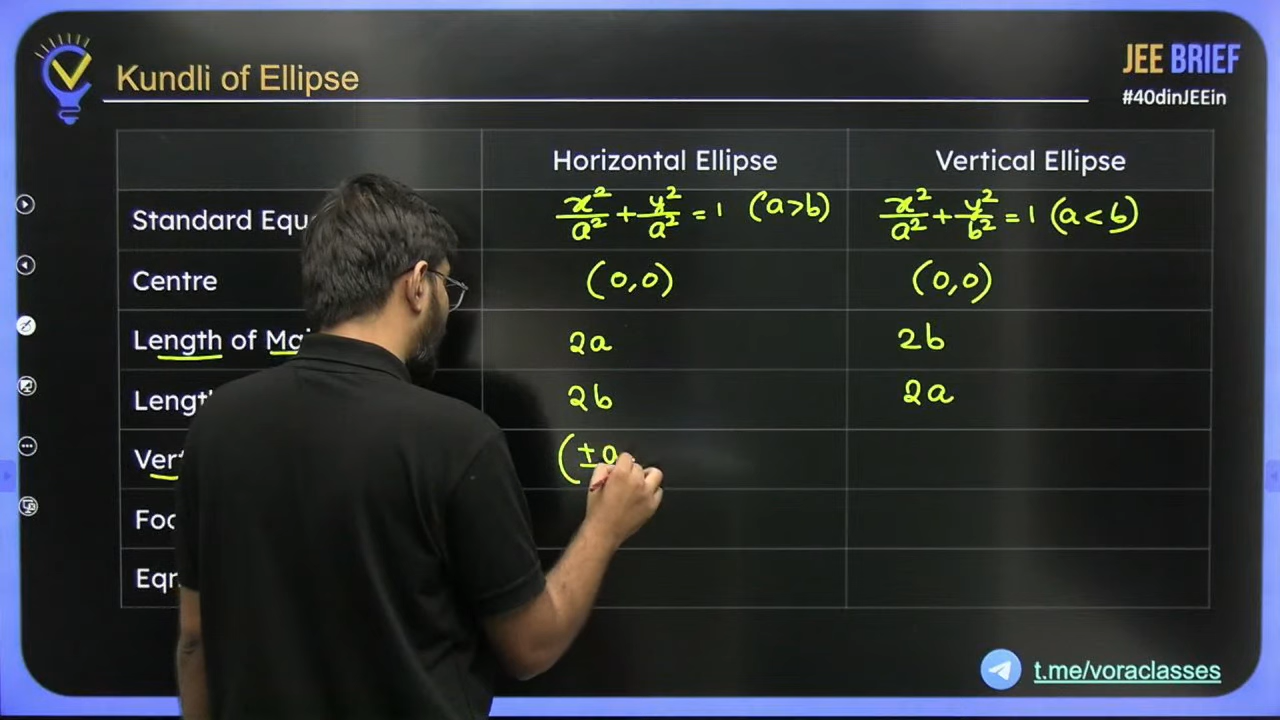 Kundli of Ellipse
JEE BRIEF
#40dinJEEin
Horizontal Ellipse Vertical Ellipse
Standard Equ x²/a² + y²/a² = 1 (a>b) x²/a² + y²/b² = 1 (a<b)
Centre (0,0) (0,0)
Length of Ma 2a 2b
Lengt 2b 2a
Vert (±a
Foc
Eqn
t.me/voraclasses